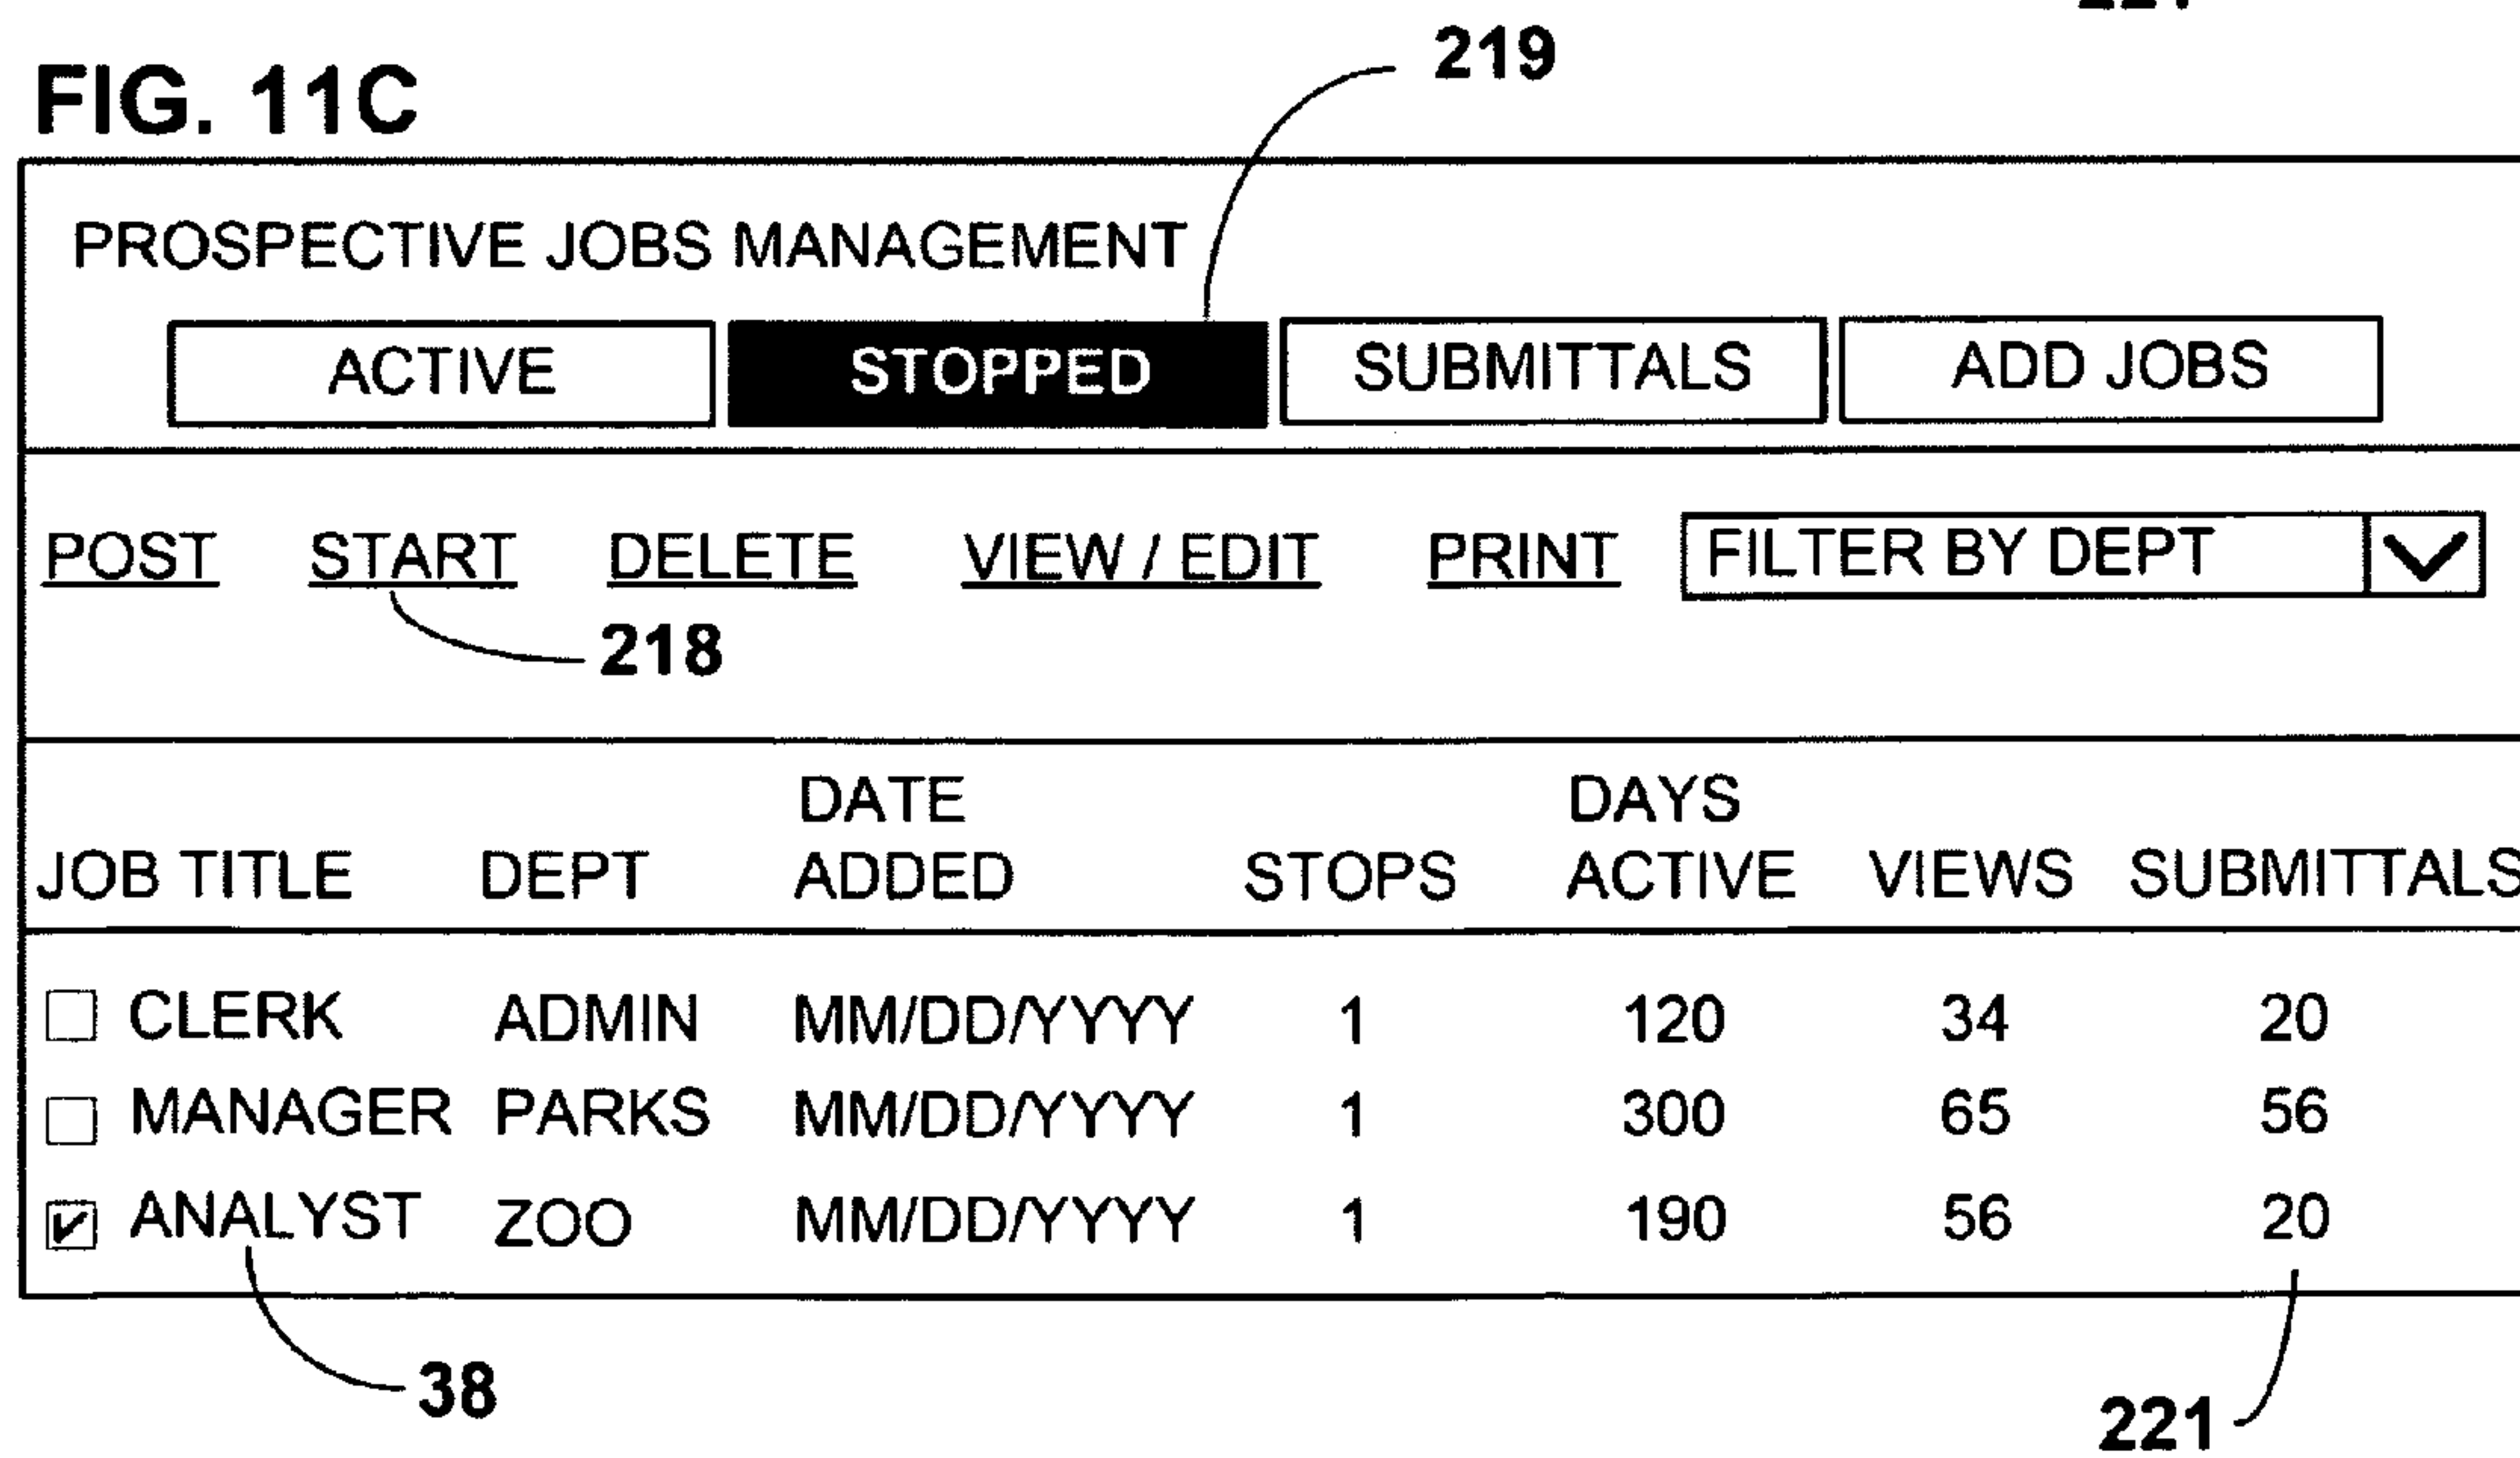 219
FIG. 11C
PROSPECTIVE JOBS MANAGEMENT
ACTIVE STOPPED SUBMITTALS ADD JOBS
POST START DELETE VIEW / EDIT PRINT FILTER BY DEPT
218
DATE DAYS
JOB TITLE DEPT ADDED STOPS ACTIVE VIEWS SUBMITTALS
CLERK ADMIN MM/DD/YYYY 1 120 34 20
MANAGER PARKS MM/DD/YYYY 1 300 65 56
ANALYST ZOO MM/DD/YYYY 1 190 56 20
38
221